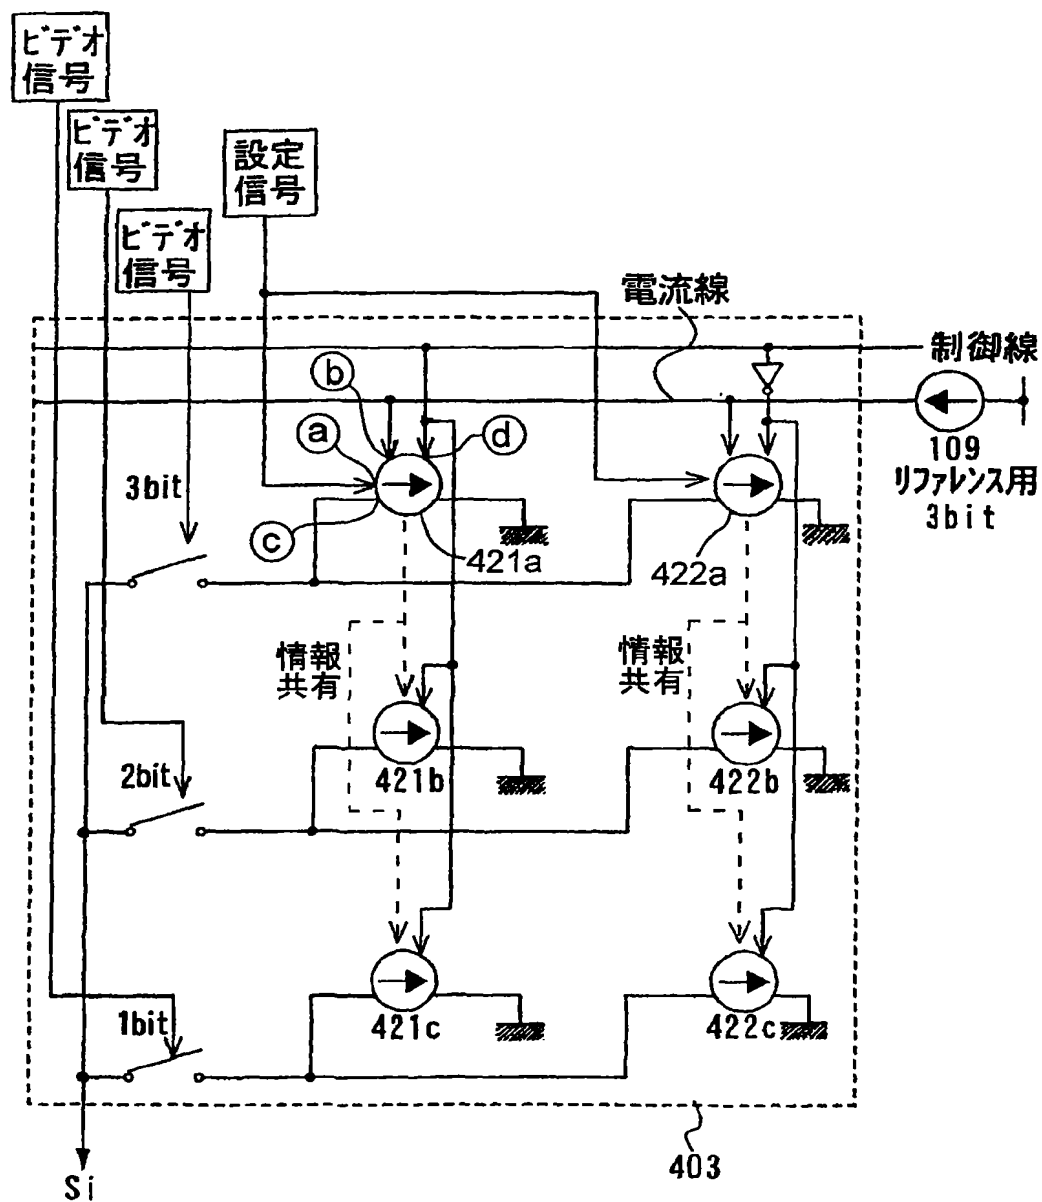 ビデオ
信号
ビデオ
信号
ビデオ
信号
設定
信号
電流線
制御線
109
リファレンス用
3bit
b
a
d
c
3bit
421a
422a
情報
共有
情報
共有
2bit
421b
422b
1bit
421c
422c
403
Si